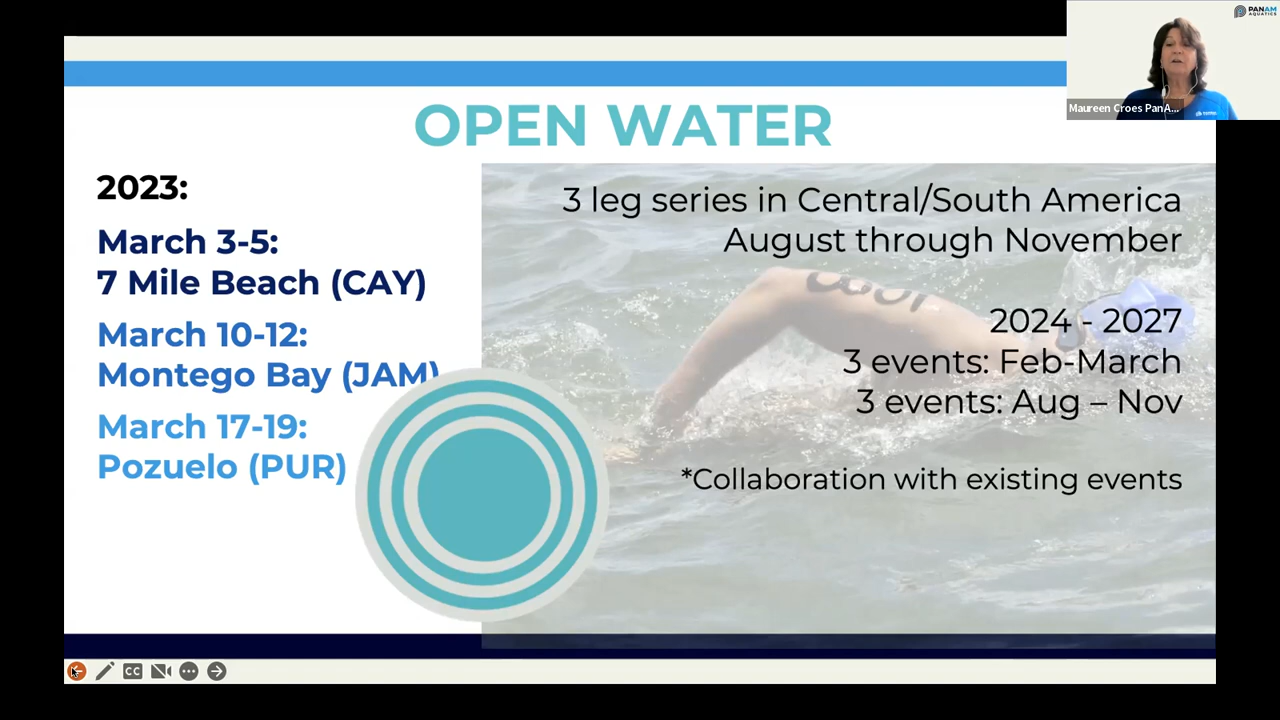 PANAM
AQUATICS
Maureen Croes PanA...
OPEN WATER
2023:
March 3-5:
7 Mile Beach (CAY)
March 10-12:
Montego Bay (JAM)
March 17-19:
Pozuelo (PUR)
3 leg series in Central/South America
August through November
2024 - 2027
3 events: Feb-March
3 events: Aug – Nov
*Collaboration with existing events
CC